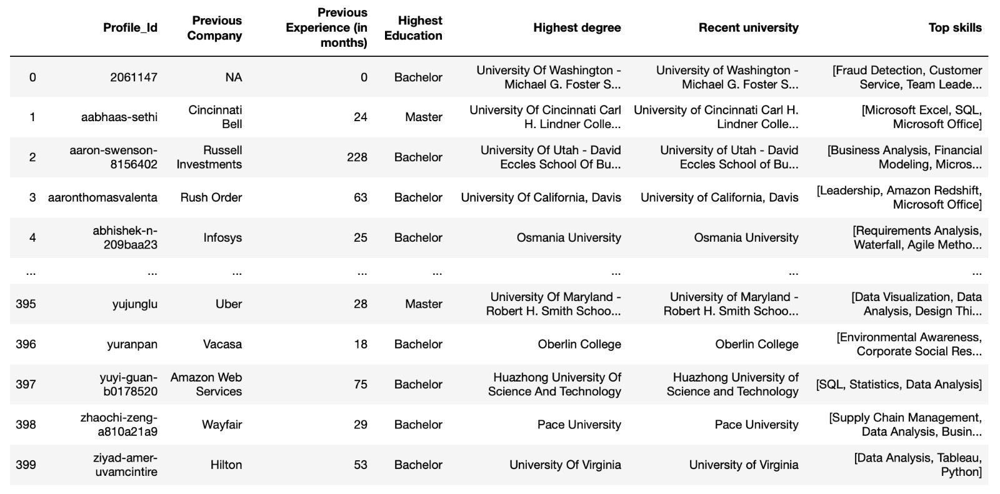 Profile_Id Previous Company Previous Experience (in months) Highest Education Highest degree Recent university Top skills
0 2061147 NA 0 Bachelor University Of Washington - Michael G. Foster S... University of Washington - Michael G. Foster S... [Fraud Detection, Customer Service, Team Leade...
1 aabhaas-sethi Cincinnati Bell 24 Master University Of Cincinnati Carl H. Lindner Colle... University of Cincinnati Carl H. Lindner Colle... [Microsoft Excel, SQL, Microsoft Office]
2 aaron-swenson-8156402 Russell Investments 228 Bachelor University Of Utah - David Eccles School Of Bu... University of Utah - David Eccles School of Bu... [Business Analysis, Financial Modeling, Micros...
3 aaronthomasvalenta Rush Order 63 Bachelor University Of California, Davis University of California, Davis [Leadership, Amazon Redshift, Microsoft Office]
4 abhishek-n-209baa23 Infosys 25 Bachelor Osmania University Osmania University [Requirements Analysis, Waterfall, Agile Metho...
... ... ... ... ... ... ... ...
395 yujunglu Uber 28 Master University Of Maryland - Robert H. Smith Schoo... University of Maryland - Robert H. Smith Schoo... [Data Visualization, Data Analysis, Design Thi...
396 yuranpan Vacasa 18 Bachelor Oberlin College Oberlin College [Environmental Awareness, Corporate Social Res...
397 yuyi-guan-b0178520 Amazon Web Services 75 Bachelor Huazhong University Of Science And Technology Huazhong University of Science and Technology [SQL, Statistics, Data Analysis]
398 zhaochi-zeng-a810a21a9 Wayfair 29 Bachelor Pace University Pace University [Supply Chain Management, Data Analysis, Busin...
399 ziyad-amer-uvamcintire Hilton 53 Bachelor University Of Virginia University of Virginia [Data Analysis, Tableau, Python]